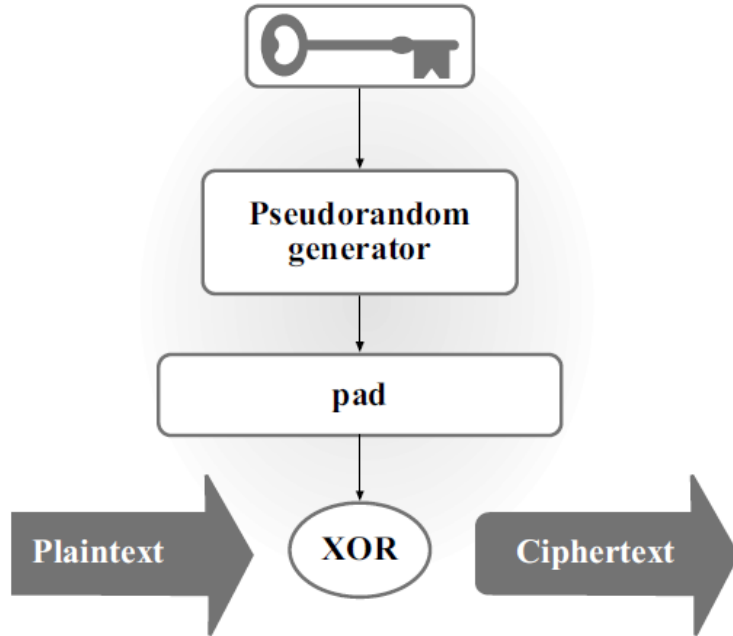 Pseudorandom
generator
pad
Plaintext
XOR
Ciphertext